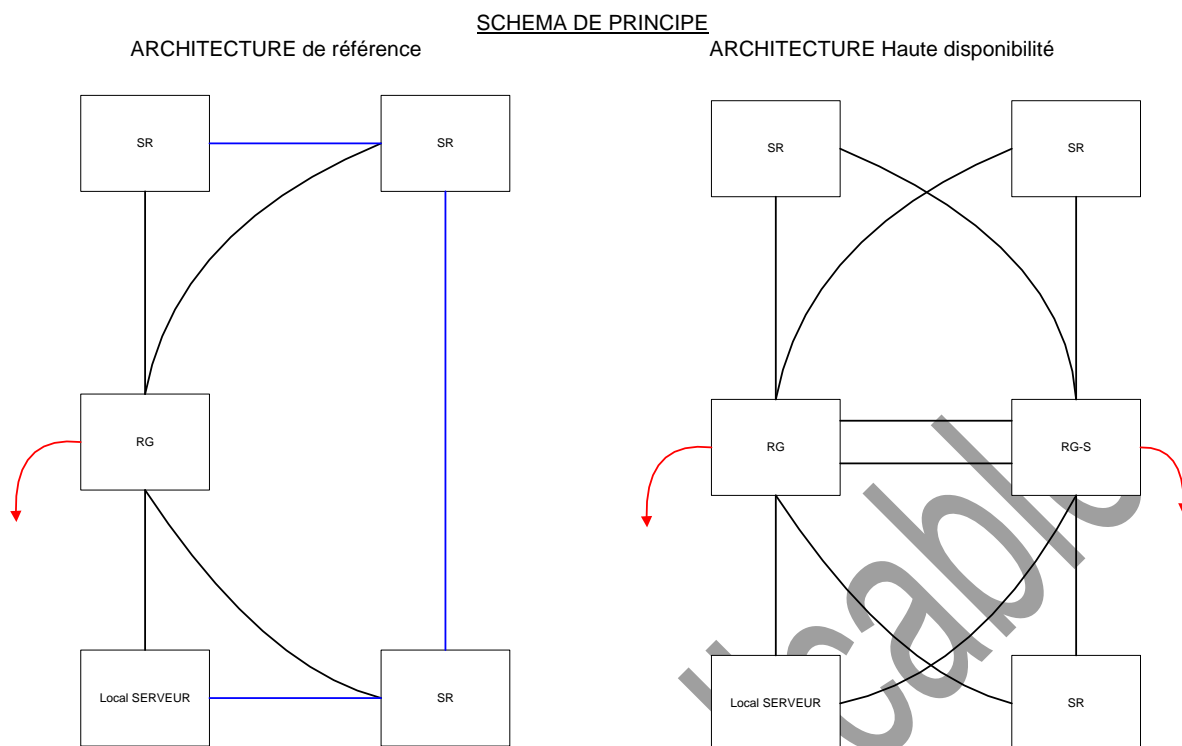 SCHEMA DE PRINCIPE
ARCHITECTURE de référence
ARCHITECTURE Haute disponibilité
SR
SR
SR
SR
RG
RG
RG-S
Local SERVEUR
SR
Local SERVEUR
SR